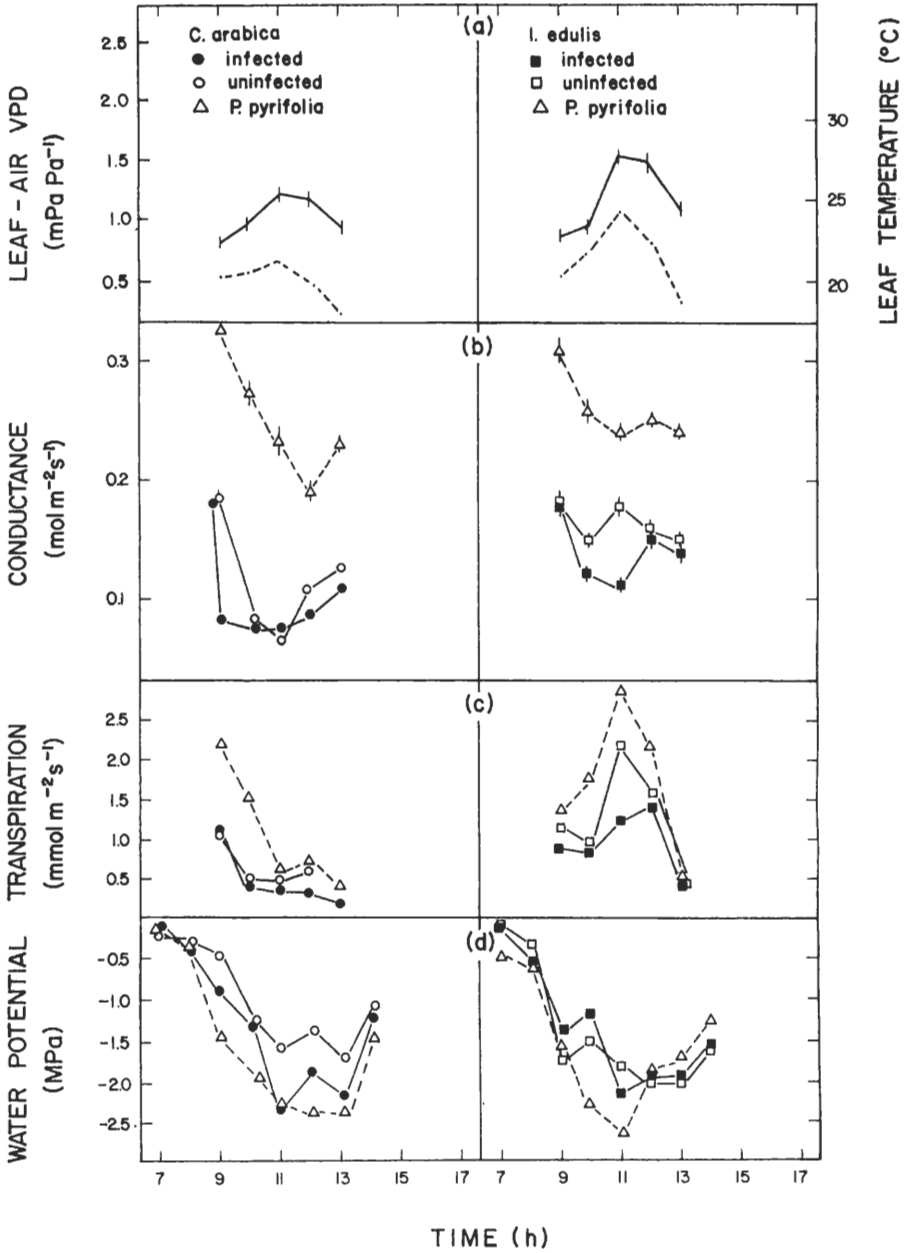 (a)
C. arabica
● infected
○ uninfected
△ P. pyrifolia
I. edulis
■ infected
□ uninfected
△ P. pyrifolia
LEAF - AIR VPD
(mPa Pa⁻¹)
2.5
2.0
1.5
1.0
0.5
LEAF TEMPERATURE (°C)
30
25
20
(b)
CONDUCTANCE
(mol m⁻² s⁻¹)
0.3
0.2
0.1
(c)
TRANSPIRATION
(mmol m⁻² s⁻¹)
2.5
2.0
1.5
1.0
0.5
(d)
WATER POTENTIAL
(MPa)
-0.5
-1.0
-1.5
-2.0
-2.5
7 9 11 13 15 17 7 9 11 13 15 17
TIME (h)